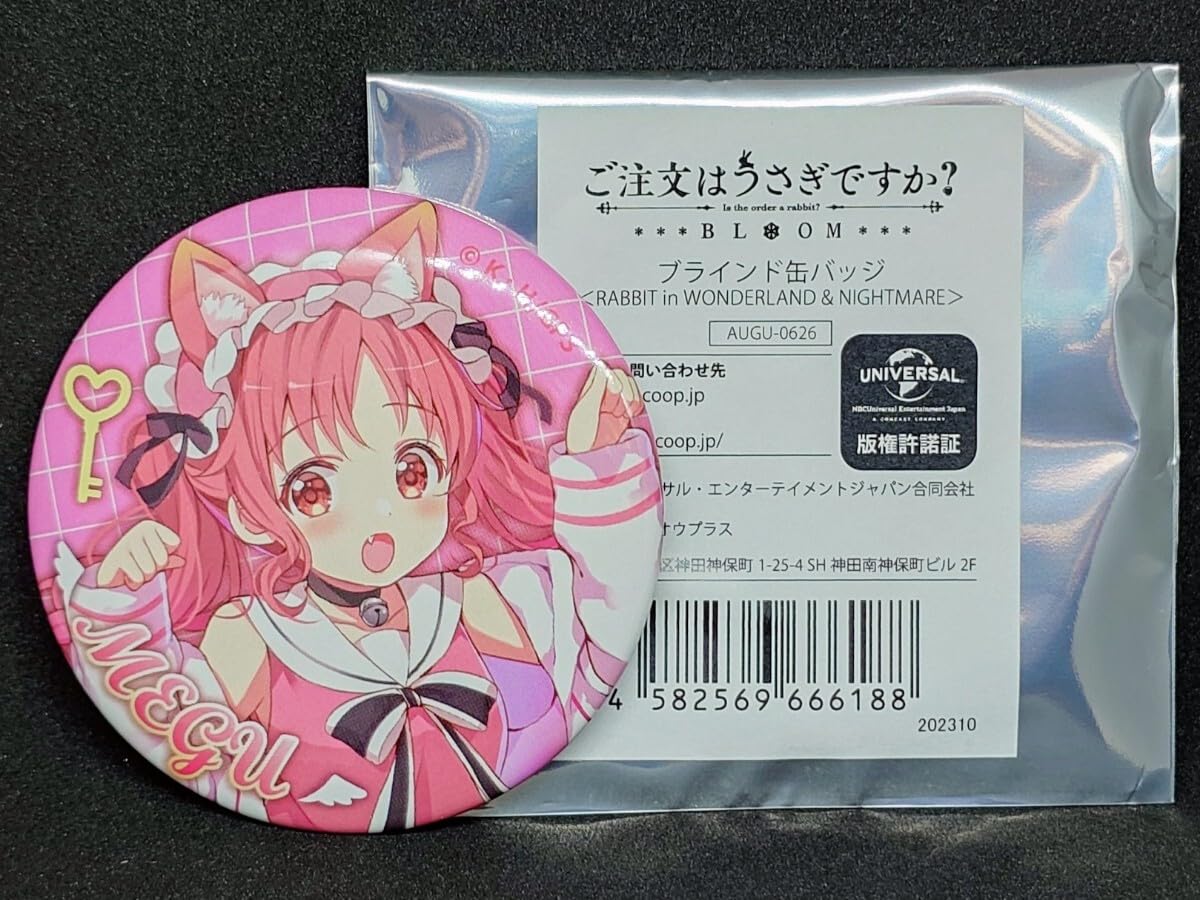 © K・H/G 3
MEGU
ご注文はうさぎですか?
Is the order a rabbit?
***BLOOM***
ブラインド缶バッジ
<RABBIT in WONDERLAND & NIGHTMARE>
AUGU-0626
問い合わせ先
coop.jp
coop.jp/
UNIVERSAL
NBCUniversal Entertainment Japan
A COMCAST COMPANY
版権許諾証
サル・エンターテイメントジャパン合同会社
オウプラス
区神田神保町 1-25-4 SH 神田南神保町ビル 2F
4 582569 666188
202310